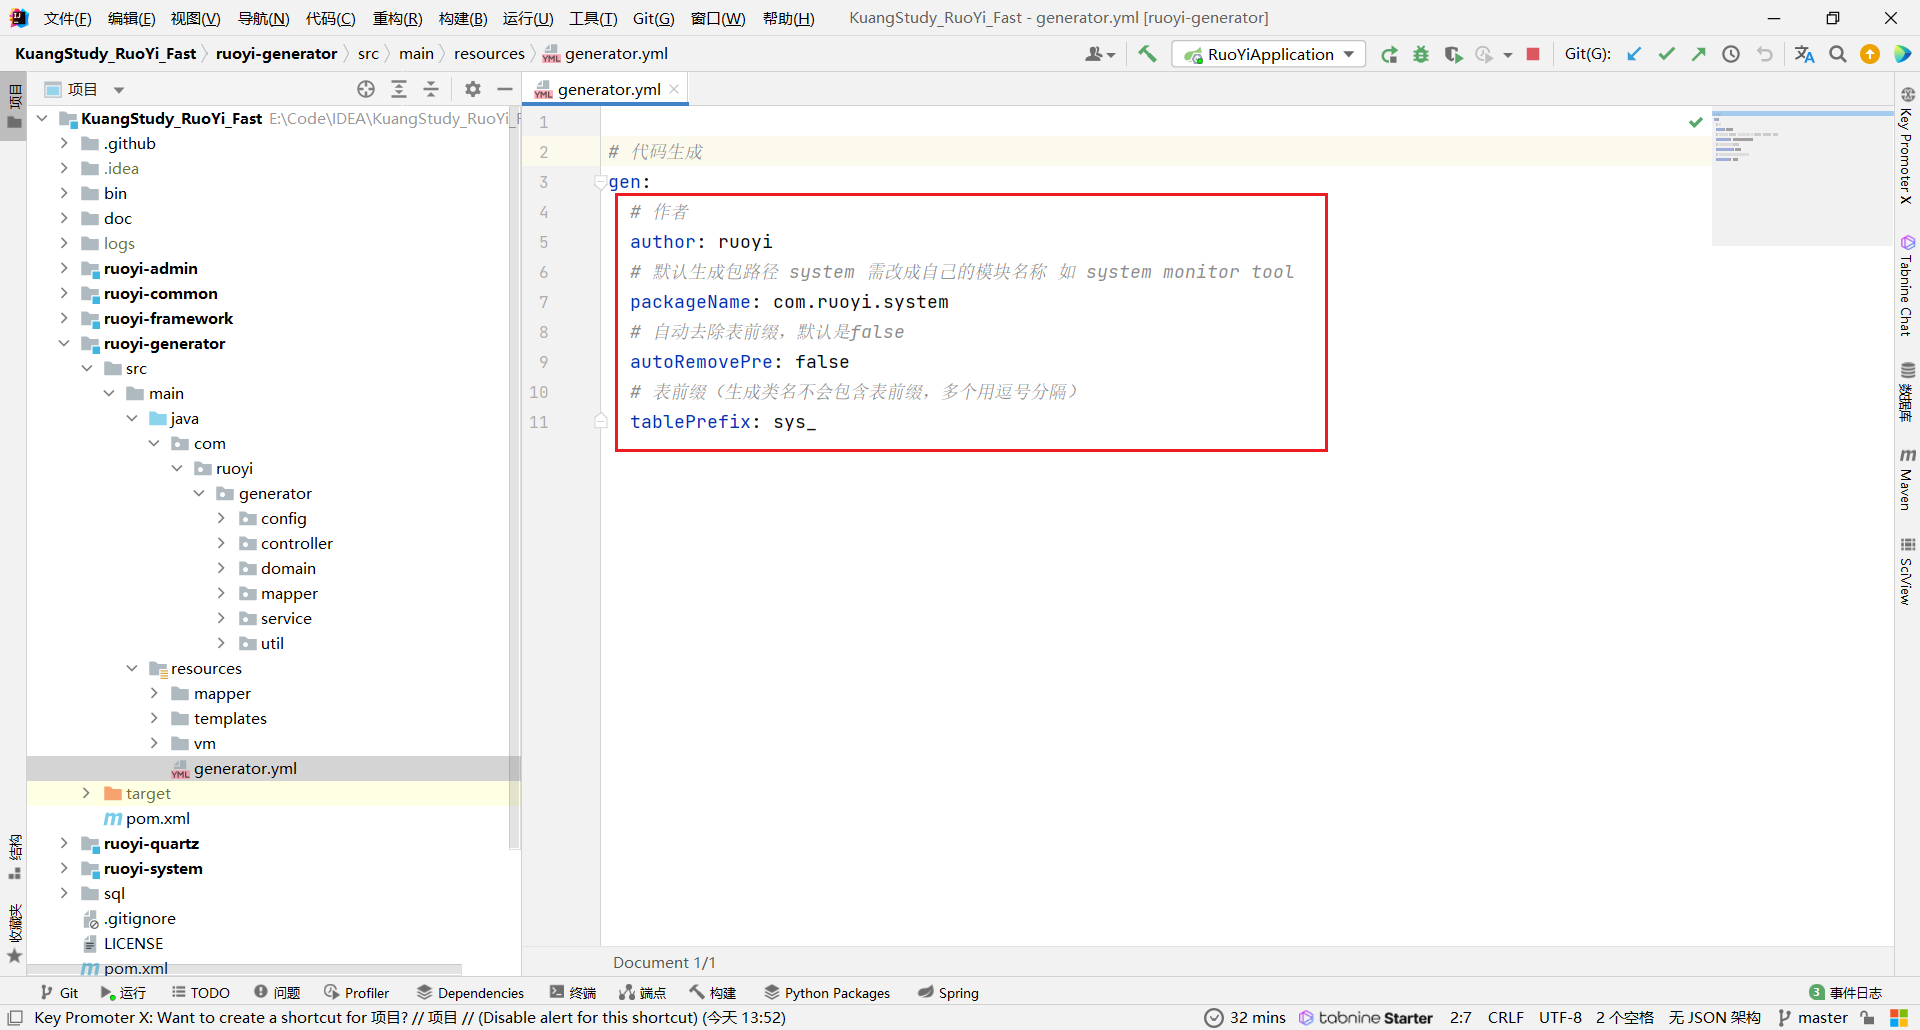 文件(F) 编辑(E) 视图(V) 导航(N) 代码(C) 重构(R) 构建(B) 运行(U) 工具(T) Git(G) 窗口(W) 帮助(H) KuangStudy_RuoYi_Fast - generator.yml [ruoyi-generator]
KuangStudy_RuoYi_Fast ruoyi-generator src main resources generator.yml RuoYiApplication Git(G):
项目
generator.yml
KuangStudy_RuoYi_Fast E:\Code\IDEA\KuangStudy_RuoYi_F
.github
.idea
bin
doc
logs
ruoyi-admin
ruoyi-common
ruoyi-framework
ruoyi-generator
src
main
java
com
ruoyi
generator
config
controller
domain
mapper
service
util
resources
mapper
templates
vm
generator.yml
target
pom.xml
ruoyi-quartz
ruoyi-system
sql
.gitignore
LICENSE
pom.xml
1
2 # 代码生成
3 gen:
4 # 作者
5 author: ruoyi
6 # 默认生成包路径 system 需改成自己的模块名称 如 system monitor tool
7 packageName: com.ruoyi.system
8 # 自动去除表前缀，默认是false
9 autoRemovePre: false
10 # 表前缀（生成类名不会包含表前缀，多个用逗号分隔）
11 tablePrefix: sys_
Document 1/1
项目
结构
收藏夹
Key Promoter X
Tabnine Chat
数据库
Maven
SciView
Git 运行 TODO 问题 Profiler Dependencies 终端 端点 构建 Python Packages Spring 3 事件日志
Key Promoter X: Want to create a shortcut for 项目? // 项目 // (Disable alert for this shortcut) (今天 13:52) 32 mins tabnine Starter 2:7 CRLF UTF-8 2 个空格 无 JSON 架构 master